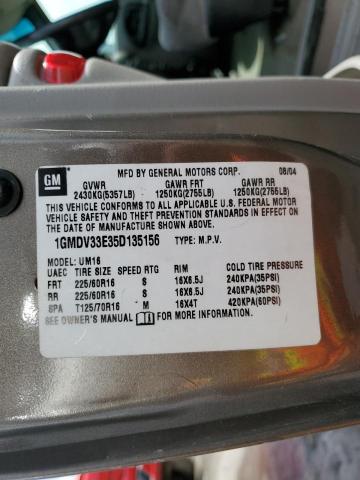 GM
MFD BY GENERAL MOTORS CORP. 08/04
GVWR GAWR FRT GAWR RR
2430KG(5357LB) 1250KG(2755LB) 1250KG(2755LB)
THIS VEHICLE CONFORMS TO ALL APPLICABLE U.S. FEDERAL MOTOR
VEHICLE SAFETY AND THEFT PREVENTION STANDARDS IN EFFECT ON
THE DATE OF MANUFACTURE SHOWN ABOVE.
1GMDV33E35D135156 TYPE: M.P.V.
MODEL: UM16
UAEC TIRE SIZE SPEED RTG RIM COLD TIRE PRESSURE
FRT 225/60R16 S 16X6.5J 240KPA(35PSI)
RR 225/60R16 S 16X6.5J 240KPA(35PSI)
SPA T125/70R16 M 16X4T 420KPA(60PSI)
SEE OWNER'S MANUAL FOR MORE INFORMATION.